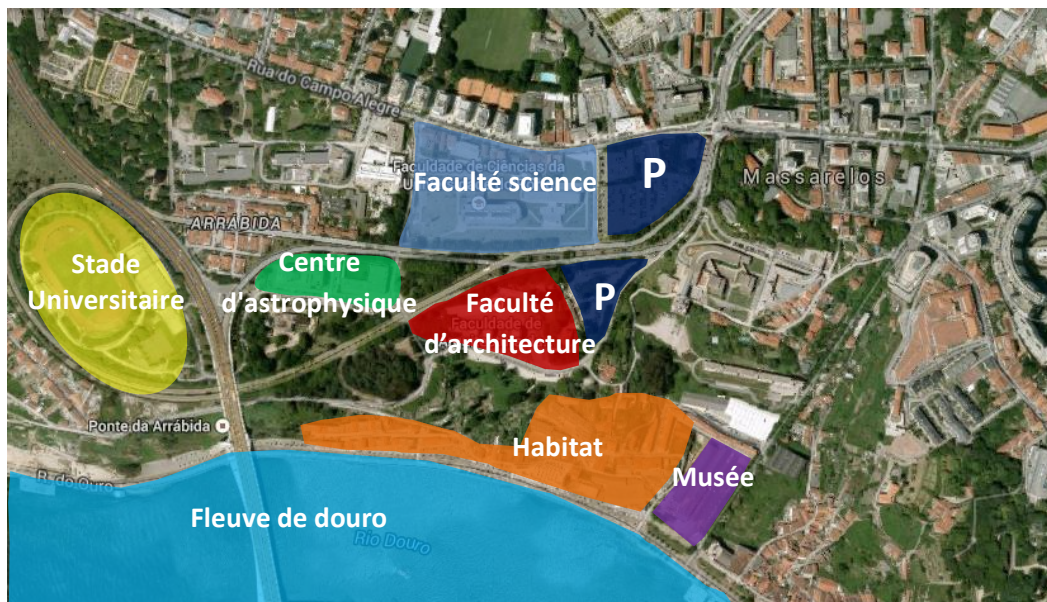 Rua do Campo Alegre
Faculdade de Ciências da
Faculté science
P
Massarelos
ARRÁBIDA
Stade
Universitaire
Centre
d'astrophysique
Faculté
d'architecture
Faculdade de
P
Ponte da Arrábida
Habitat
Musée
R. do Ouro
Fleuve de douro
Rio Douro